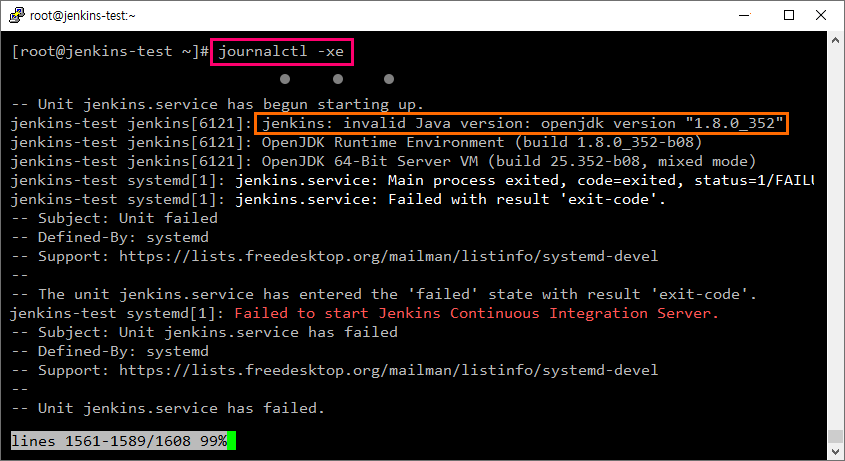 root@jenkins-test:~
[root@jenkins-test ~]# journalctl -xe
-- Unit jenkins.service has begun starting up.
jenkins-test jenkins[6121]: jenkins: invalid Java version: openjdk version "1.8.0_352"
jenkins-test jenkins[6121]: OpenJDK Runtime Environment (build 1.8.0_352-b08)
jenkins-test jenkins[6121]: OpenJDK 64-Bit Server VM (build 25.352-b08, mixed mode)
jenkins-test systemd[1]: jenkins.service: Main process exited, code=exited, status=1/FAILU
jenkins-test systemd[1]: jenkins.service: Failed with result 'exit-code'.
-- Subject: Unit failed
-- Defined-By: systemd
-- Support: https://lists.freedesktop.org/mailman/listinfo/systemd-devel
--
-- The unit jenkins.service has entered the 'failed' state with result 'exit-code'.
jenkins-test systemd[1]: Failed to start Jenkins Continuous Integration Server.
-- Subject: Unit jenkins.service has failed
-- Defined-By: systemd
-- Support: https://lists.freedesktop.org/mailman/listinfo/systemd-devel
--
-- Unit jenkins.service has failed.
lines 1561-1589/1608 99%